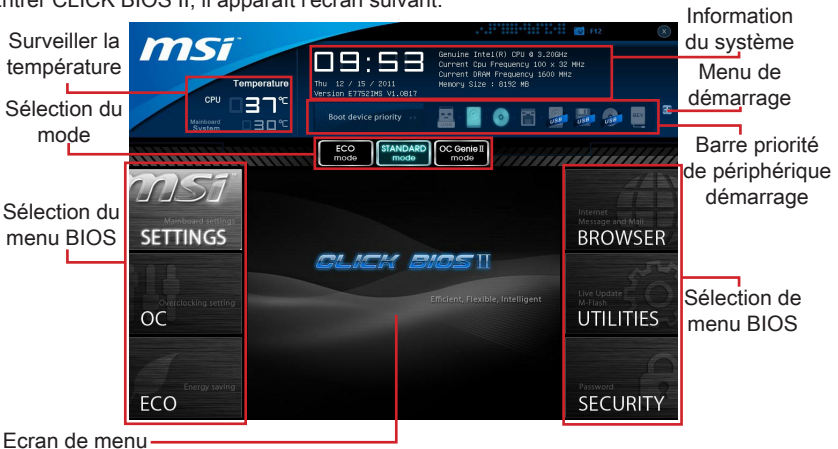 ntrer CLICK BIOS II, il apparaît l'écran suivant.
Information
du système
Surveiller la
température
Menu de
démarrage
Sélection du
mode
Barre priorité
de périphérique
démarrage
Sélection du
menu BIOS
Sélection de
menu BIOS
Ecran de menu
msi
F12
X
Temperature
CPU
37℃
Mainboard
System
30℃
09:53
Thu 12 / 15 / 2011
Version E7752IMS V1.0B17
Genuine Intel(R) CPU @ 3.20GHz
Current Cpu Frequency 100 x 32 MHz
Current DRAM Frequency 1600 MHz
Memory Size : 8192 MB
Boot device priority
USB
USB
USB
ECO
mode
STANDARD
mode
OC Genie II
mode
msi
Mainboard settings
SETTINGS
Overclocking setting
OC
Energy saving
ECO
CLICK BIOS II
Efficient, Flexible, Intelligent
Internet
Message and Mail
BROWSER
Live Update
M-Flash
UTILITIES
Password
SECURITY